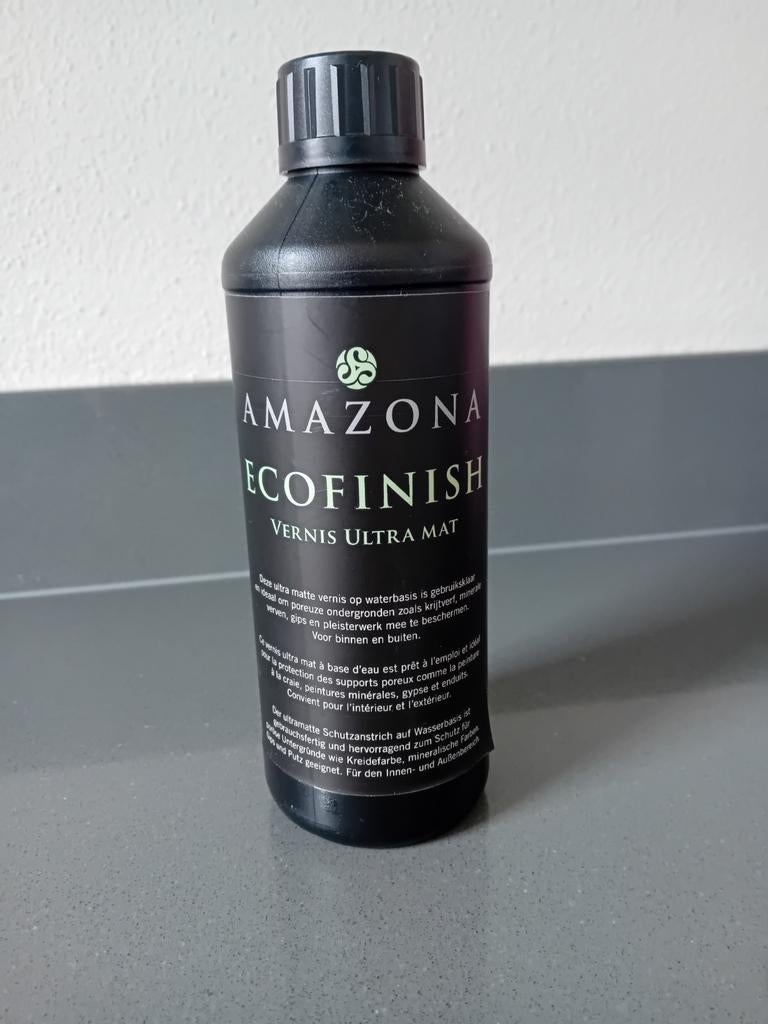 AMAZONA
ECOFINISH
VERNIS ULTRA MAT
Deze ultra matte vernis op waterbasis is gebruiksklaar
en ideaal om poreuze ondergronden zoals krijtverf, minerale
verven, gips en pleisterwerk mee te beschermen.
Voor binnen en buiten.
Ce vernis ultra mat à base d'eau est prêt à l'emploi et idéal
pour la protection des supports poreux comme la peinture
à la craie, peintures minérales, gypse et enduits.
Convient pour l'intérieur et l'extérieur.
Der ultramatte Schutzanstrich auf Wasserbasis ist
gebrauchsfertig und hervorragend zum Schutz für
poröse Untergründe wie Kreidefarbe, mineralische Farben,
Gips und Putz geeignet. Für den Innen- und Außenbereich.